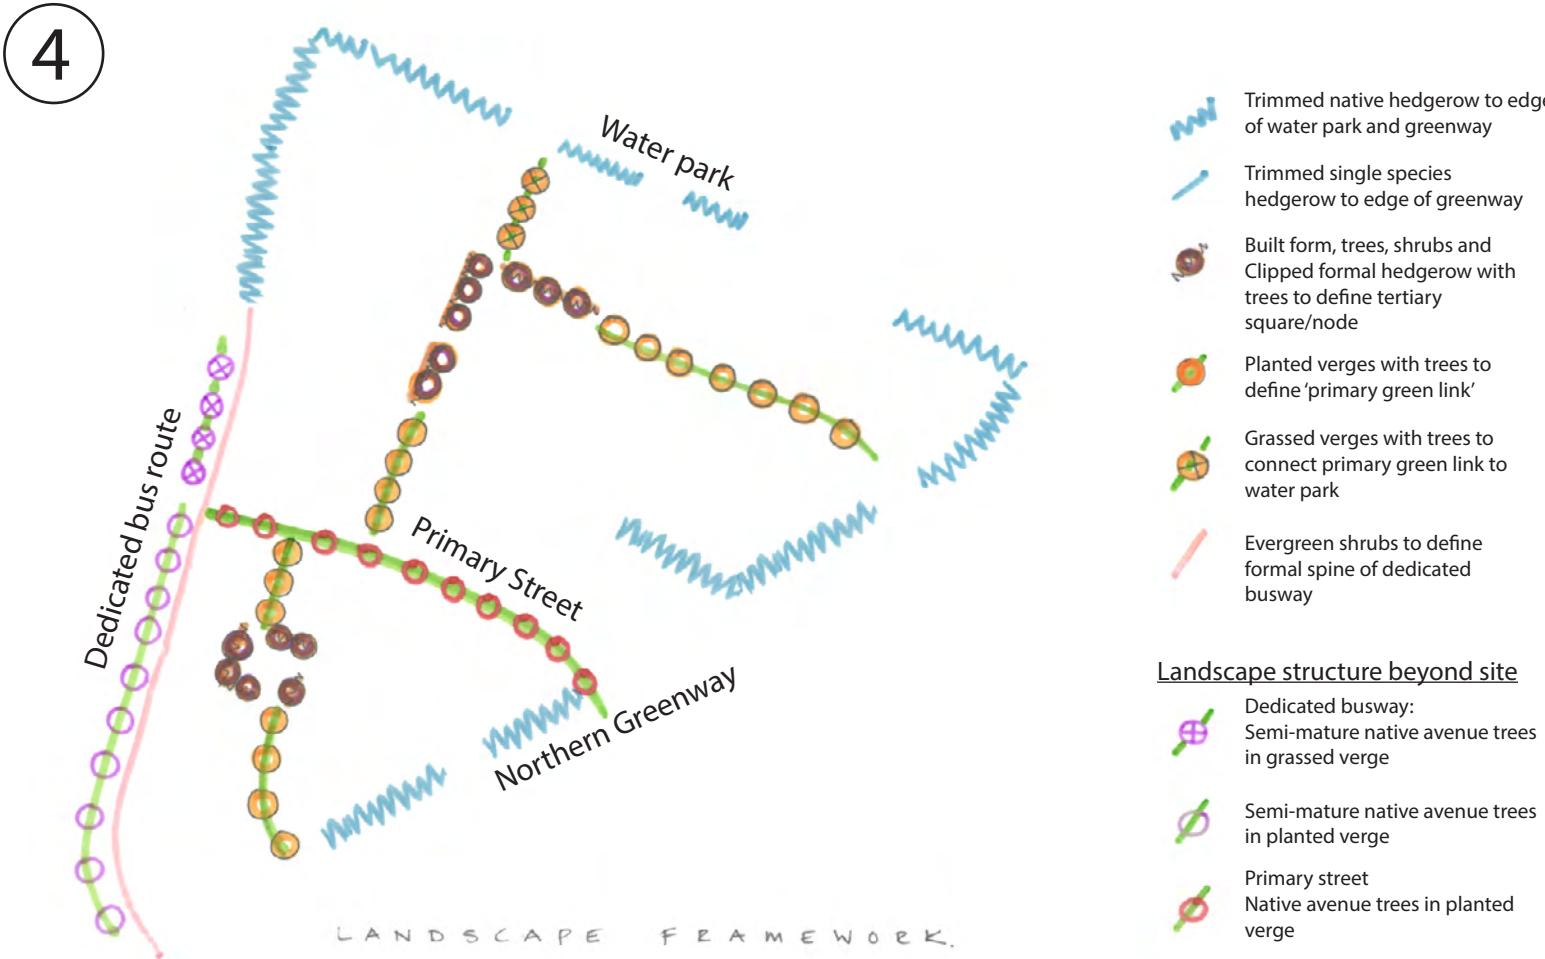 4
Water park
Dedicated bus route
Primary Street
Northern Greenway
LANDSCAPE FRAMEWORK.
Trimmed native hedgerow to edge
of water park and greenway
Trimmed single species
hedgerow to edge of greenway
Built form, trees, shrubs and
Clipped formal hedgerow with
trees to define tertiary
square/node
Planted verges with trees to
define ‘primary green link’
Grassed verges with trees to
connect primary green link to
water park
Evergreen shrubs to define
formal spine of dedicated
busway
Landscape structure beyond site
Dedicated busway:
Semi-mature native avenue trees
in grassed verge
Semi-mature native avenue trees
in planted verge
Primary street
Native avenue trees in planted
verge